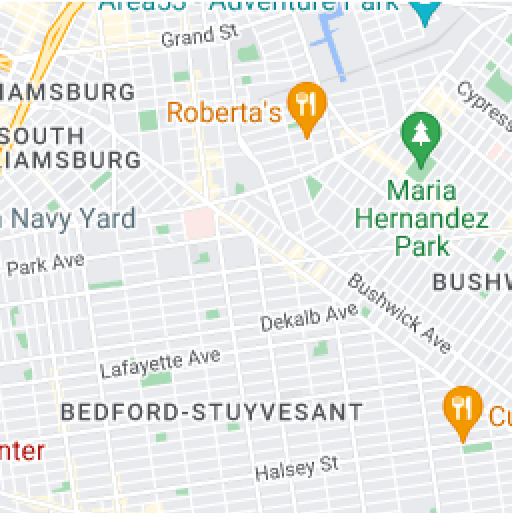 Area53 - Adventure Park
Grand St
IAMSBURG
Roberta's
Cypress
SOUTH
IAMSBURG
Maria
Hernandez
Park
Navy Yard
Park Ave
BUSHW
Bushwick Ave
Dekalb Ave
Lafayette Ave
BEDFORD-STUYVESANT
Cu
nter
Halsey St